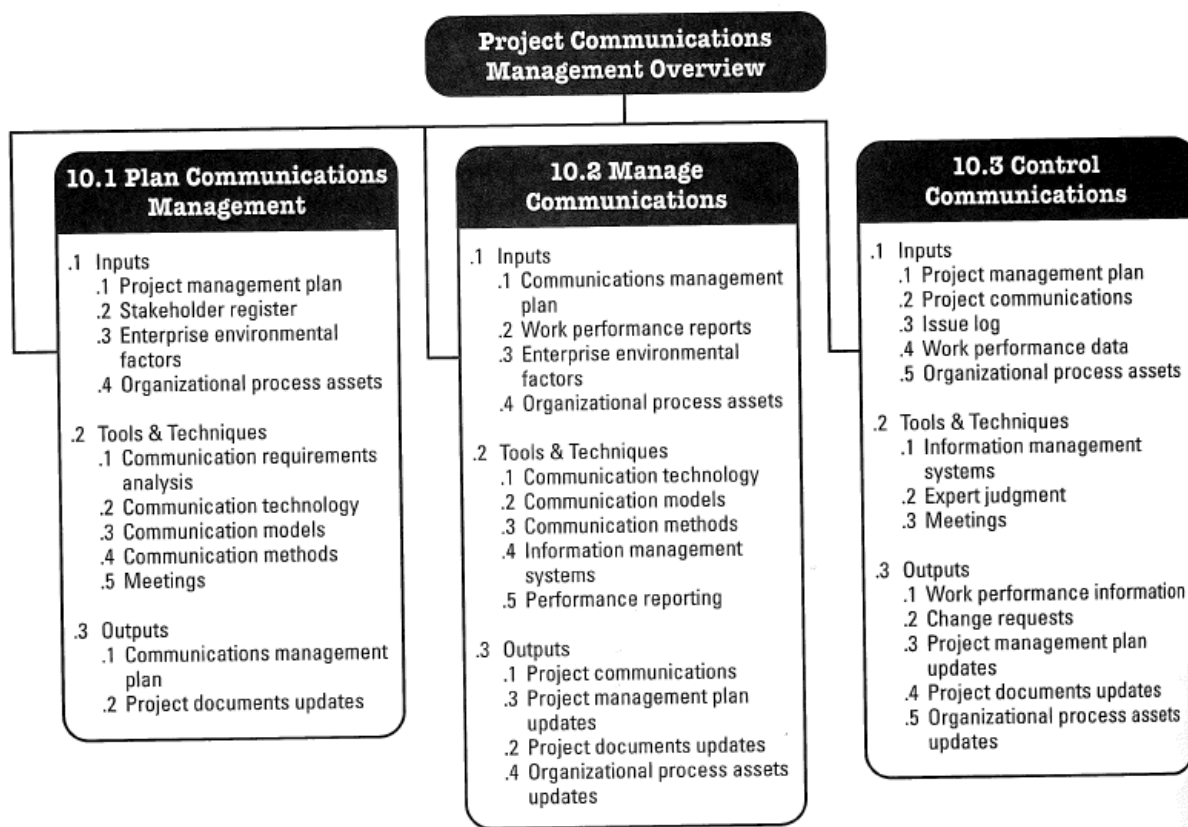 Project Communications
Management Overview
10.1 Plan Communications
Management
.1 Inputs
.1 Project management plan
.2 Stakeholder register
.3 Enterprise environmental
factors
.4 Organizational process assets
.2 Tools & Techniques
.1 Communication requirements
analysis
.2 Communication technology
.3 Communication models
.4 Communication methods
.5 Meetings
.3 Outputs
.1 Communications management
plan
.2 Project documents updates
10.2 Manage
Communications
.1 Inputs
.1 Communications management
plan
.2 Work performance reports
.3 Enterprise environmental
factors
.4 Organizational process assets
.2 Tools & Techniques
.1 Communication technology
.2 Communication models
.3 Communication methods
.4 Information management
systems
.5 Performance reporting
.3 Outputs
.1 Project communications
.3 Project management plan
updates
.2 Project documents updates
.4 Organizational process assets
updates
10.3 Control
Communications
.1 Inputs
.1 Project management plan
.2 Project communications
.3 Issue log
.4 Work performance data
.5 Organizational process assets
.2 Tools & Techniques
.1 Information management
systems
.2 Expert judgment
.3 Meetings
.3 Outputs
.1 Work performance information
.2 Change requests
.3 Project management plan
updates
.4 Project documents updates
.5 Organizational process assets
updates